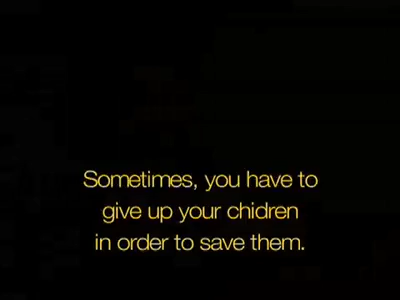 Sometimes, you have to
give up your chidren
in order to save them.